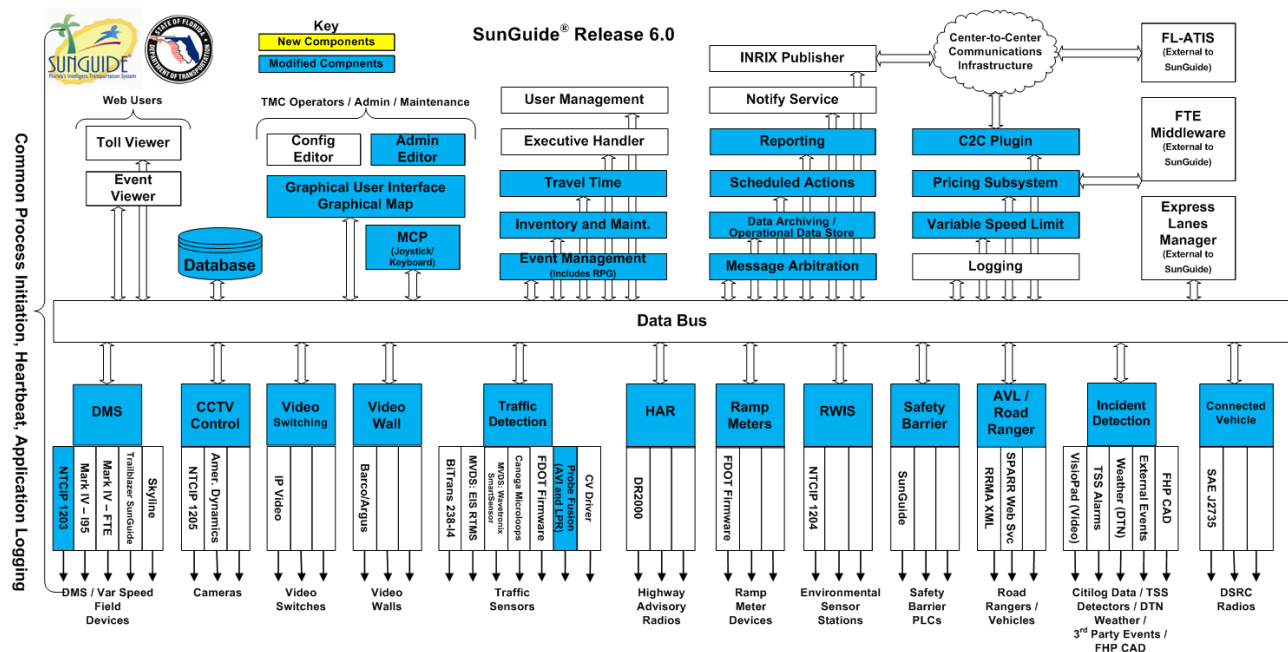 SUNGUIDE
Florida's Intelligent Transportation System
STATE OF FLORIDA
DEPARTMENT OF TRANSPORTATION
Key
New Components
Modified Compnents
SunGuide® Release 6.0
Common Process Initiation, Heartbeat, Application Logging
Web Users
Toll Viewer
Event
Viewer
Database
TMC Operators / Admin / Maintenance
Config
Editor
Admin
Editor
Graphical User Interface
Graphical Map
MCP
(Joystick/
Keyboard)
User Management
Executive Handler
Travel Time
Inventory and Maint.
Event Management
(includes RPG)
INRIX Publisher
Notify Service
Reporting
Scheduled Actions
Data Archiving /
Operational Data Store
Message Arbitration
Center-to-Center
Communications
Infrastructure
C2C Plugin
Pricing Subsystem
Variable Speed Limit
Logging
FL-ATIS
(External to
SunGuide)
FTE
Middleware
(External to
SunGuide)
Express
Lanes
Manager
(External to
SunGuide)
Data Bus
DMS
NTCIP 1203
Mark IV – I95
Mark IV – FTE
Trailblazer SunGuide
Skyline
DMS / Var Speed
Field
Devices
CCTV
Control
NTCIP 1205
Amer. Dynamics
Cameras
Video
Switching
IP Video
Video
Switches
Video
Wall
Barco/Argus
Video
Walls
Traffic
Detection
BiTrans 238-I4
MVDS: EIS RTMS
MVDS: Wavetronix
SmartSensor
Canoga Microloops
FDOT Firmware
Probe Fusion
(AVI and LPR)
CV Driver
Traffic
Sensors
HAR
DR2000
Highway
Advisory
Radios
Ramp
Meters
FDOT Firmware
Ramp
Meter
Devices
RWIS
NTCIP 1204
Environmental
Sensor
Stations
Safety
Barrier
SunGuide
Safety
Barrier
PLCs
AVL /
Road
Ranger
RRMA XML
SPARR Web Svc
Road
Rangers /
Vehicles
Incident
Detection
VisioPad (Video)
TSS Alarms
Weather (DTN)
External Events
FHP CAD
Citilog Data / TSS
Detectors / DTN
Weather /
3rd Party Events /
FHP CAD
Connected
Vehicle
SAE J2735
DSRC
Radios